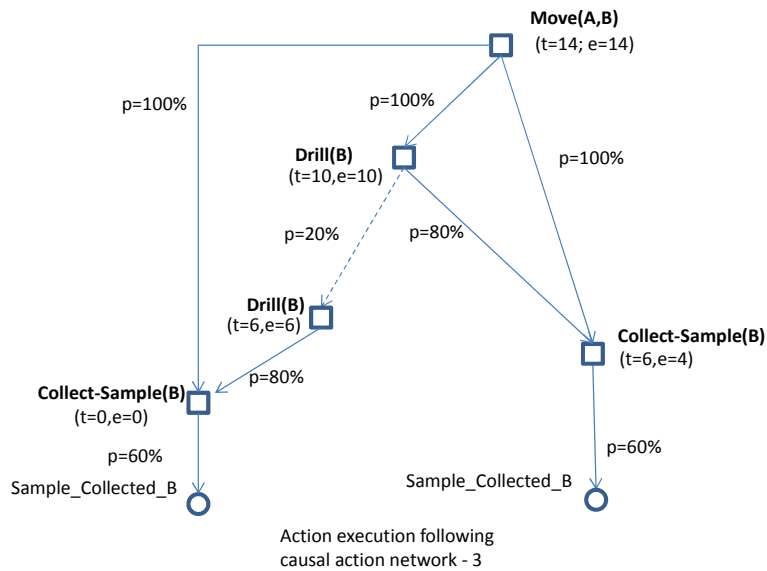 Move(A,B)
(t=14; e=14)
p=100%
p=100%
Drill(B)
(t=10,e=10)
p=100%
p=20%
p=80%
Drill(B)
(t=6,e=6)
Collect-Sample(B)
(t=6,e=4)
p=80%
Collect-Sample(B)
(t=0,e=0)
p=60%
p=60%
Sample_Collected_B
Sample_Collected_B
Action execution following
causal action network - 3